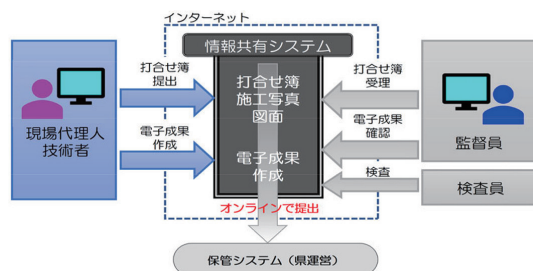 インターネット
情報共有システム
打合せ簿
提出
打合せ簿
施工写真
図面
打合せ簿
受理
現場代理人
技術者
電子成果
作成
電子成果
作成
電子成果
確認
監督員
検査
検査員
オンラインで提出
保管システム（県運営）